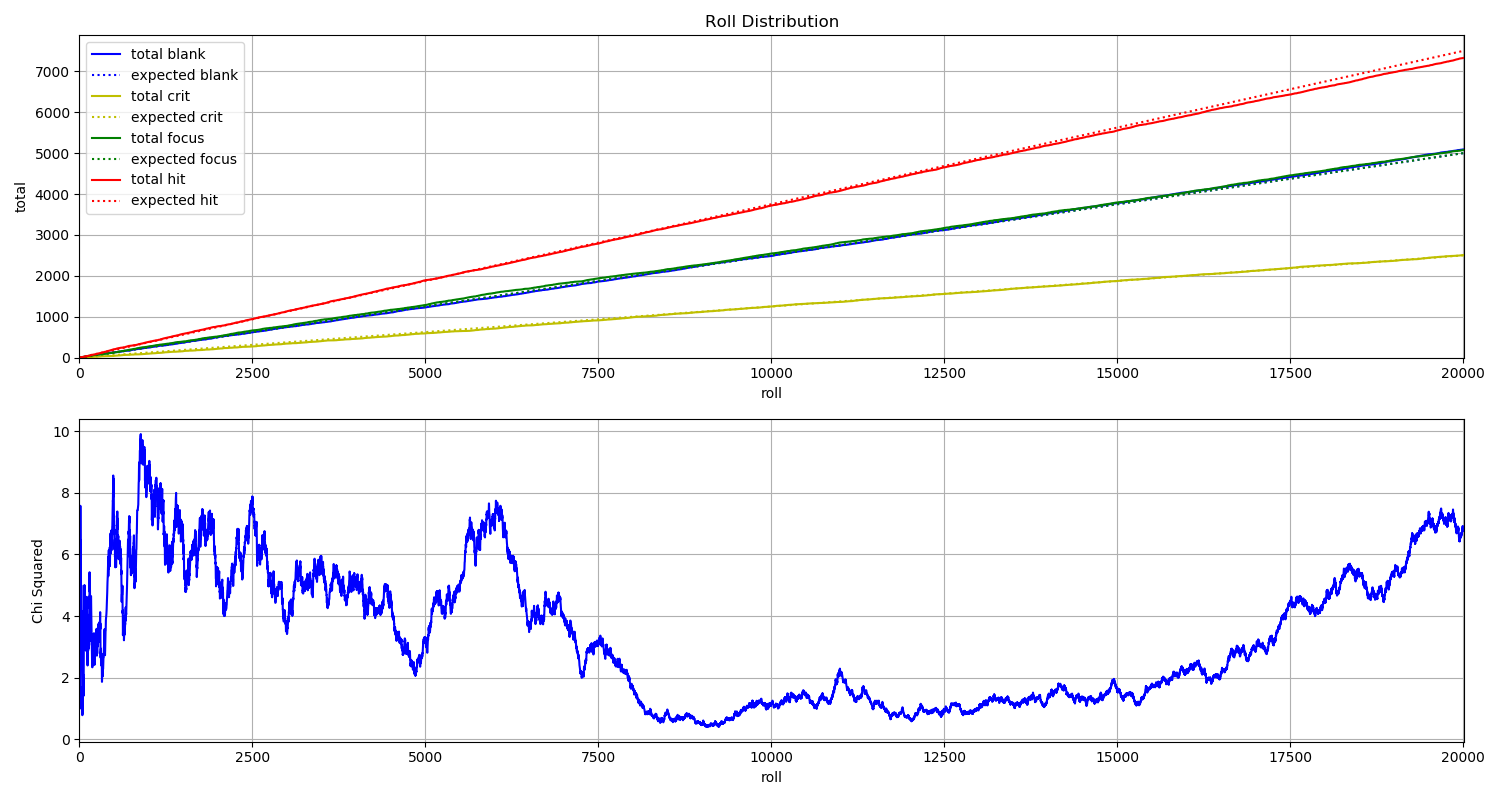 Roll Distribution
total blank
expected blank
total crit
expected crit
total focus
expected focus
total hit
expected hit
7000
6000
5000
4000
3000
2000
1000
0
total
0 2500 5000 7500 10000 12500 15000 17500 20000
roll
10
8
6
4
2
0
Chi Squared
0 2500 5000 7500 10000 12500 15000 17500 20000
roll